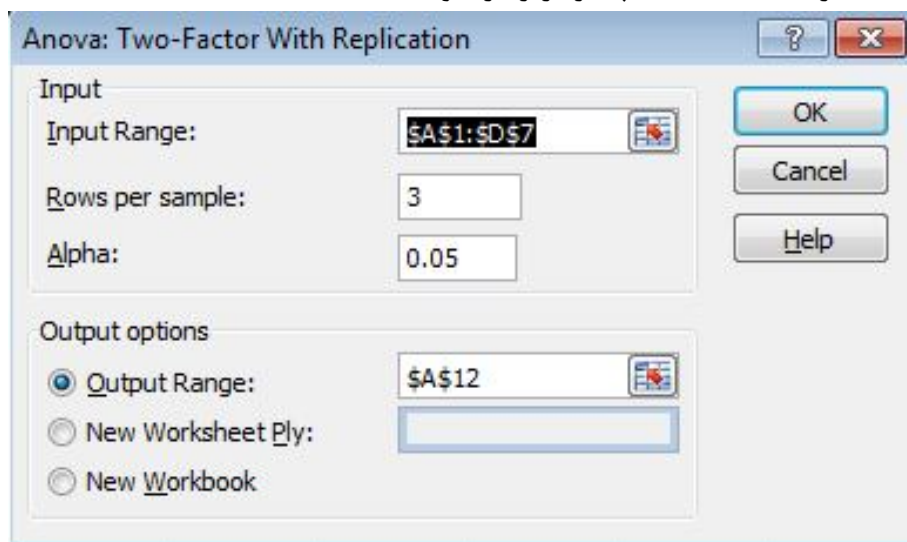 Anova: Two-Factor With Replication
Input
Input Range: $A$1:$D$7
Rows per sample: 3
Alpha: 0.05
OK
Cancel
Help
Output options
Output Range: $A$12
New Worksheet Ply:
New Workbook